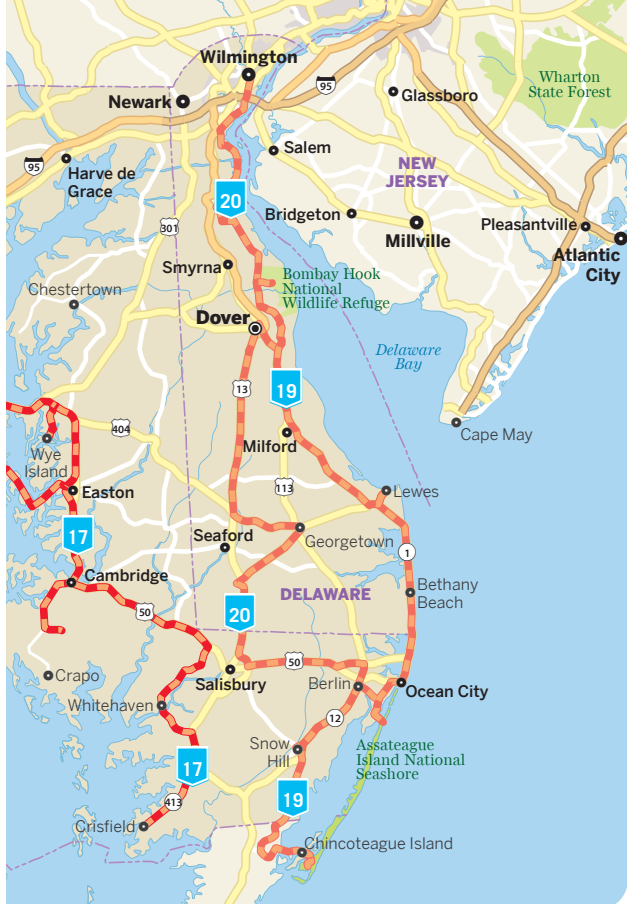 Wilmington
Newark
95
Glassboro
Wharton
State Forest
95
Harve de
Grace
Salem
NEW
JERSEY
20
301
Bridgeton
Millville
Pleasantville
Atlantic
City
Smyrna
Chestertown
Bombay Hook
National
Wildlife Refuge
Dover
Delaware
Bay
13
19
404
Milford
Cape May
Wye
Island
113
Easton
Lewes
17
Seaford
Georgetown
1
Cambridge
50
20
DELAWARE
Bethany
Beach
Crapo
Salisbury
50
Berlin
Ocean City
Whitehaven
12
Snow
Hill
Assateague
Island National
Seashore
17
413
19
Crisfield
Chincoteague Island